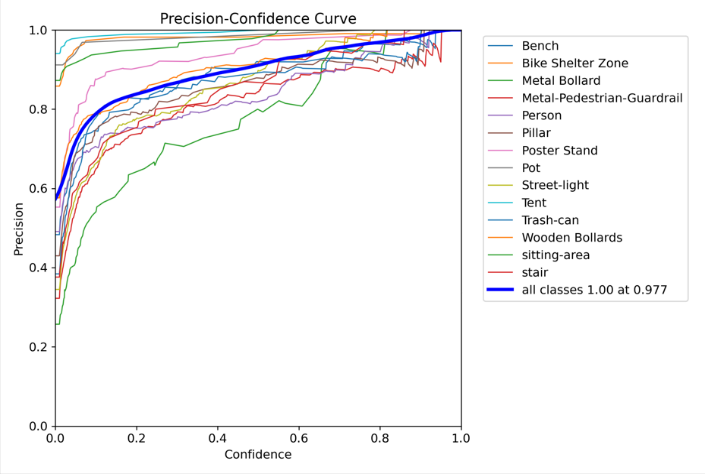 Precision-Confidence Curve
1.0
0.8
0.6
0.4
0.2
0.0
Precision
0.0 0.2 0.4 0.6 0.8 1.0
Confidence
Bench
Bike Shelter Zone
Metal Bollard
Metal-Pedestrian-Guardrail
Person
Pillar
Poster Stand
Pot
Street-light
Tent
Trash-can
Wooden Bollards
sitting-area
stair
all classes 1.00 at 0.977